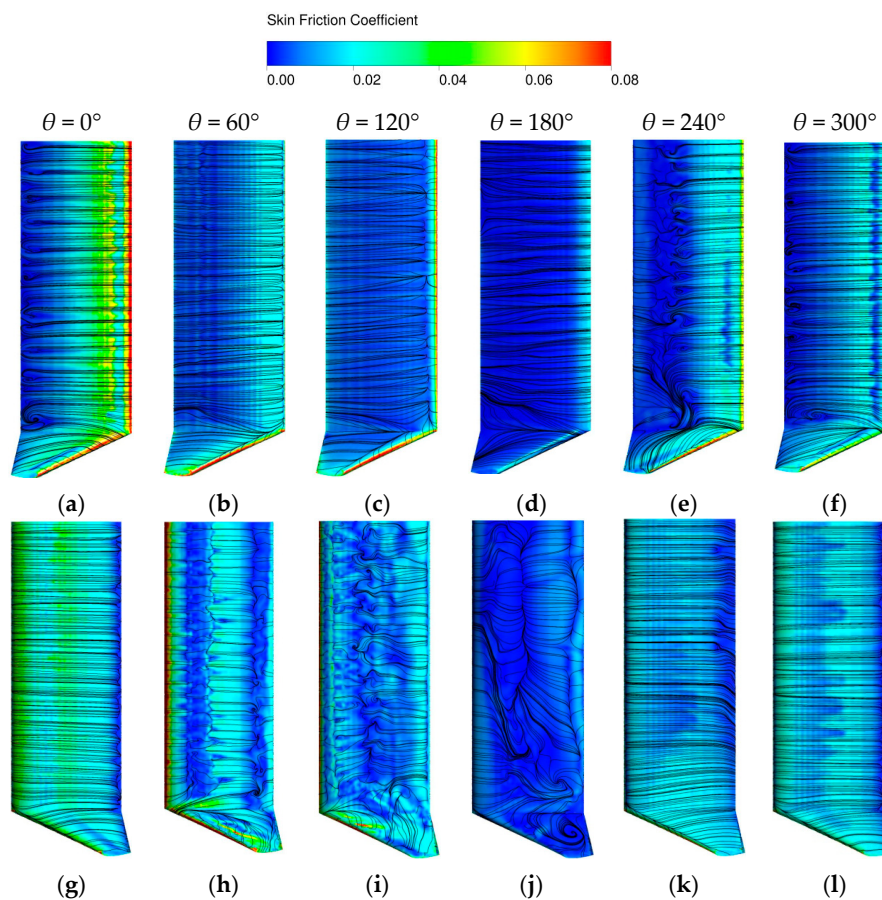 Skin Friction Coefficient
0.00 0.02 0.04 0.06 0.08
θ = 0° θ = 60° θ = 120° θ = 180° θ = 240° θ = 300°
(a) (b) (c) (d) (e) (f)
(g) (h) (i) (j) (k) (l)